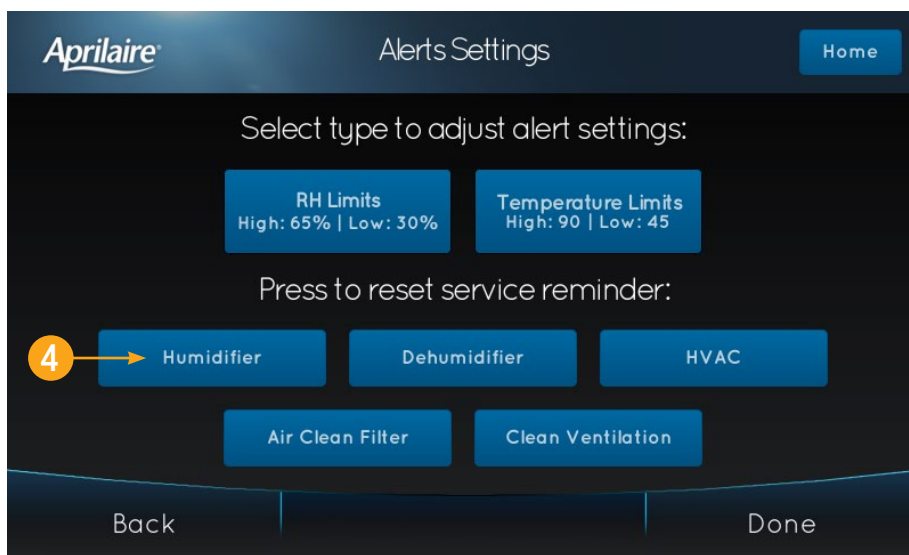 Aprilaire®
Alerts Settings
Home
Select type to adjust alert settings:
RH Limits
High: 65% | Low: 30%
Temperature Limits
High: 90 | Low: 45
Press to reset service reminder:
4
Humidifier
Dehumidifier
HVAC
Air Clean Filter
Clean Ventilation
Back
Done